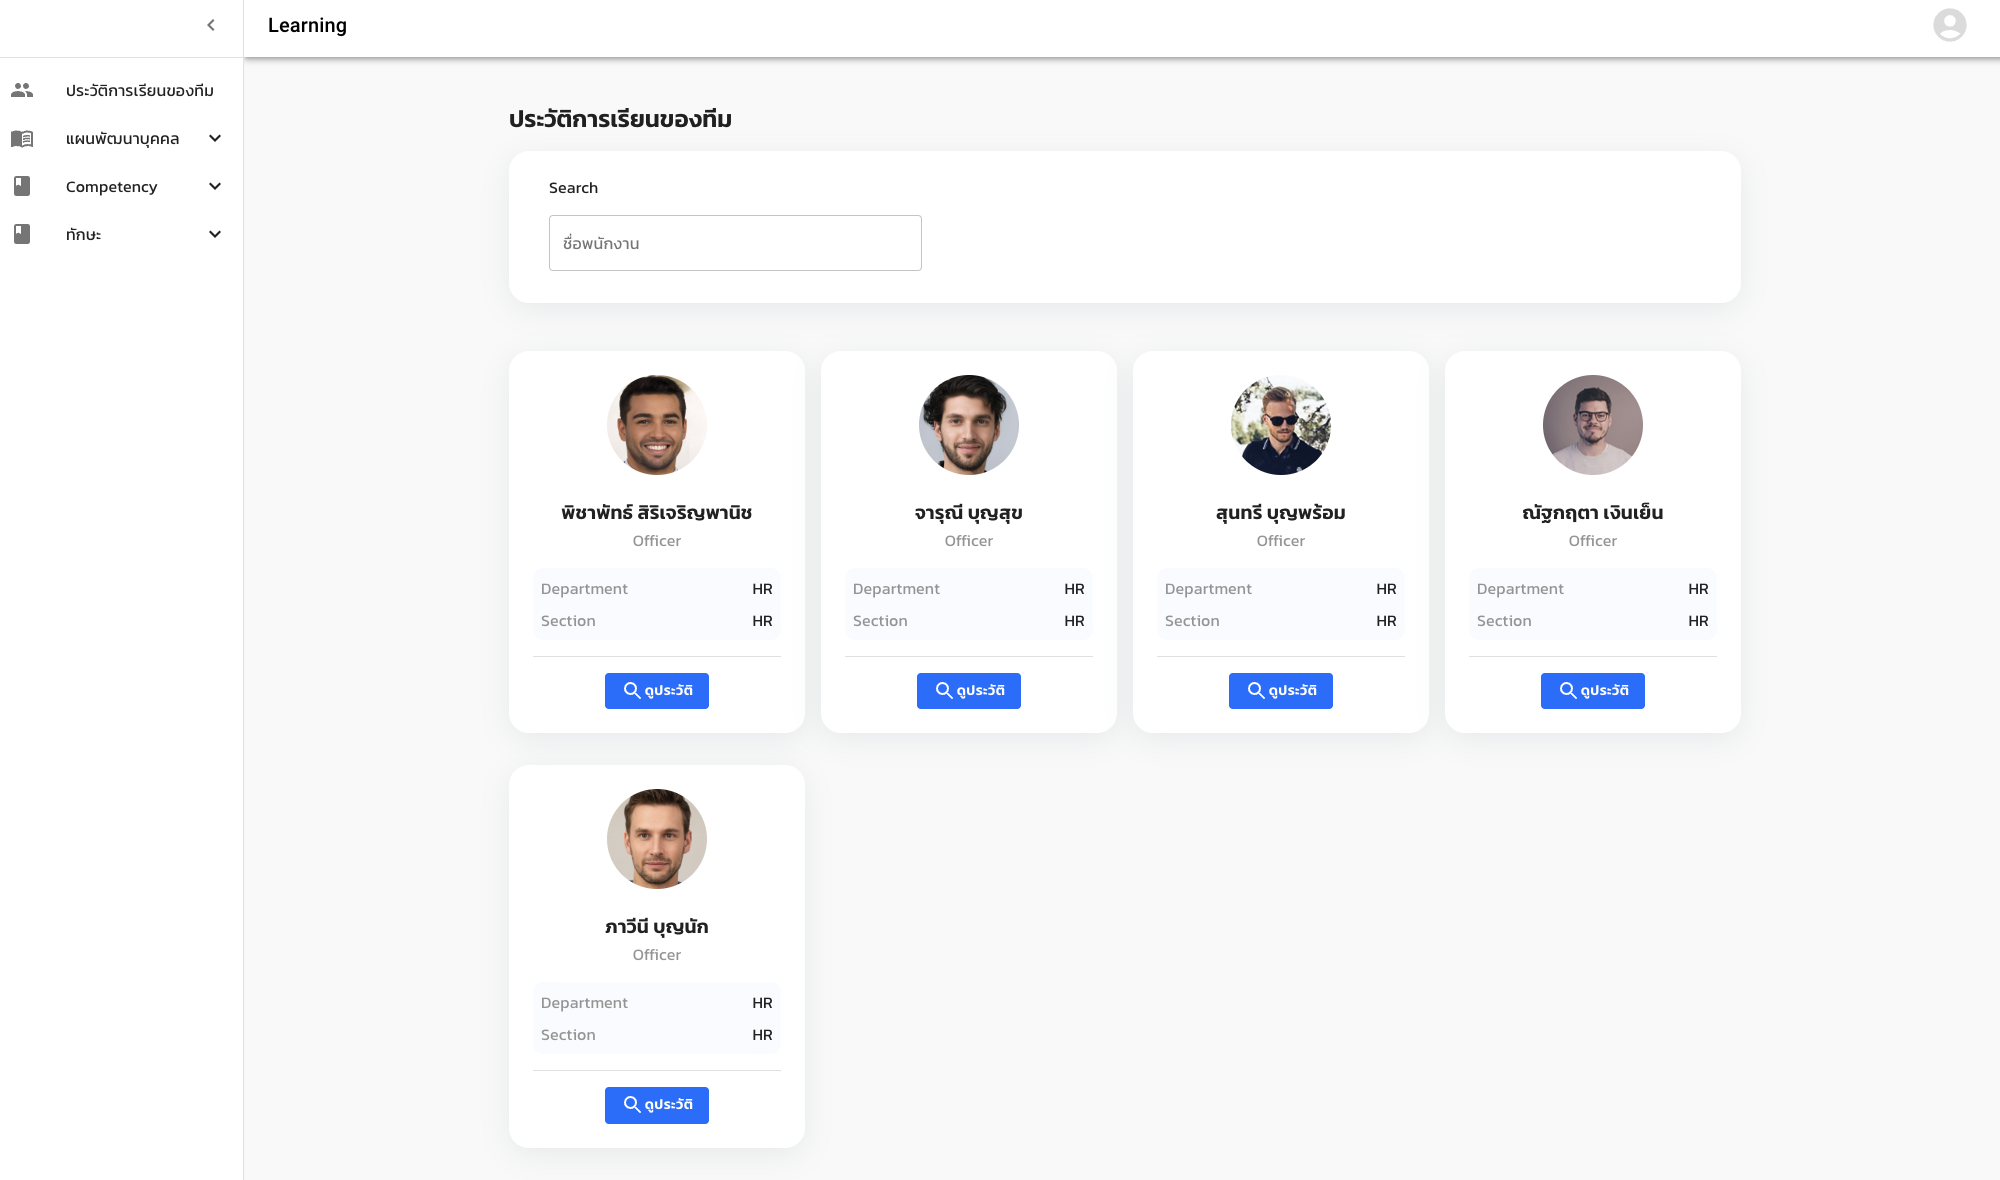 Learning
ประวัติการเรียนของทีม
แผนพัฒนาบุคคล
Competency
ทักษะ
ประวัติการเรียนของทีม
Search
ชื่อพนักงาน
พิชาพัทธ์ สิริเจริญพานิช
Officer
Department HR
Section HR
ดูประวัติ
จารุณี บุญสุข
Officer
Department HR
Section HR
ดูประวัติ
สุนทรี บุญพร้อม
Officer
Department HR
Section HR
ดูประวัติ
ณัฐกฤตา เงินเย็น
Officer
Department HR
Section HR
ดูประวัติ
ภาวีนี บุญนัก
Officer
Department HR
Section HR
ดูประวัติ